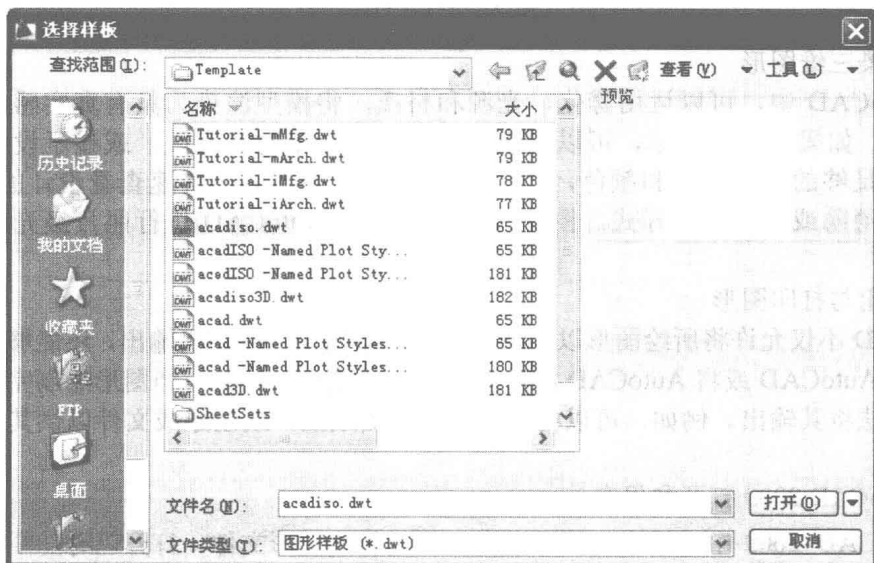 选择样板
查找范围(I): Template 查看(V) 工具(L)
名称 大小 预览
Tutorial-mMfg.dwt 79 KB
Tutorial-mArch.dwt 79 KB
Tutorial-iMfg.dwt 78 KB
Tutorial-iArch.dwt 77 KB
acadiso.dwt 65 KB
acadISO -Named Plot Sty... 65 KB
acedISO -Named Plot Sty... 181 KB
acadiso3D.dwt 182 KB
acad.dwt 65 KB
acad -Named Plot Styles... 65 KB
acad -Named Plot Styles... 180 KB
acad3D.dwt 181 KB
SheetSets
历史记录
我的文档
收藏夹
FTP
桌面
文件名(N): acadiso.dwt 打开(O)
文件类型(T): 图形样板 (*.dwt) 取消